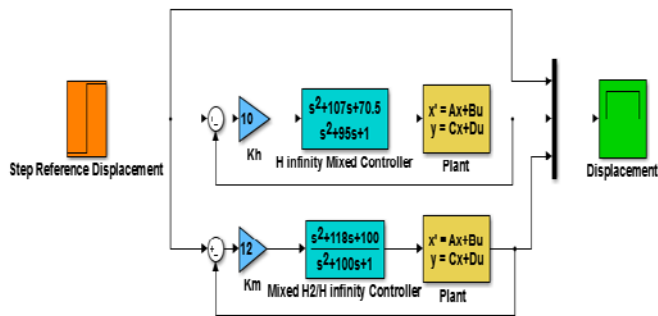 s²+107s+70.5
s²+95s+1
10
x' = Ax+Bu
y = Cx+Du
Kh
H infinity Mixed Controller
Plant
Step Reference Displacement
Displacement
s²+118s+100
s²+100s+1
12
x' = Ax+Bu
y = Cx+Du
Km
Mixed H2/H infinity Controller
Plant